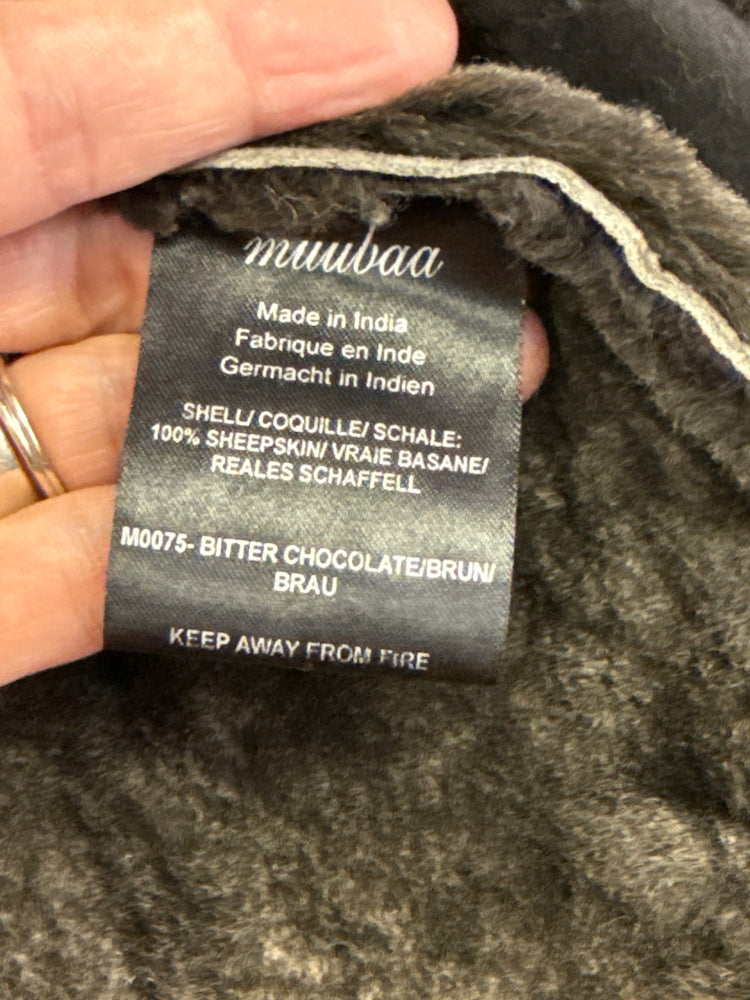 muubaa
Made in India
Fabrique en Inde
Germacht in Indien
SHELL/ COQUILLE/ SCHALE:
100% SHEEPSKIN/ VRAIE BASANE/
REALES SCHAFFELL
M0075- BITTER CHOCOLATE/BRUN/
BRAU
KEEP AWAY FROM FIRE